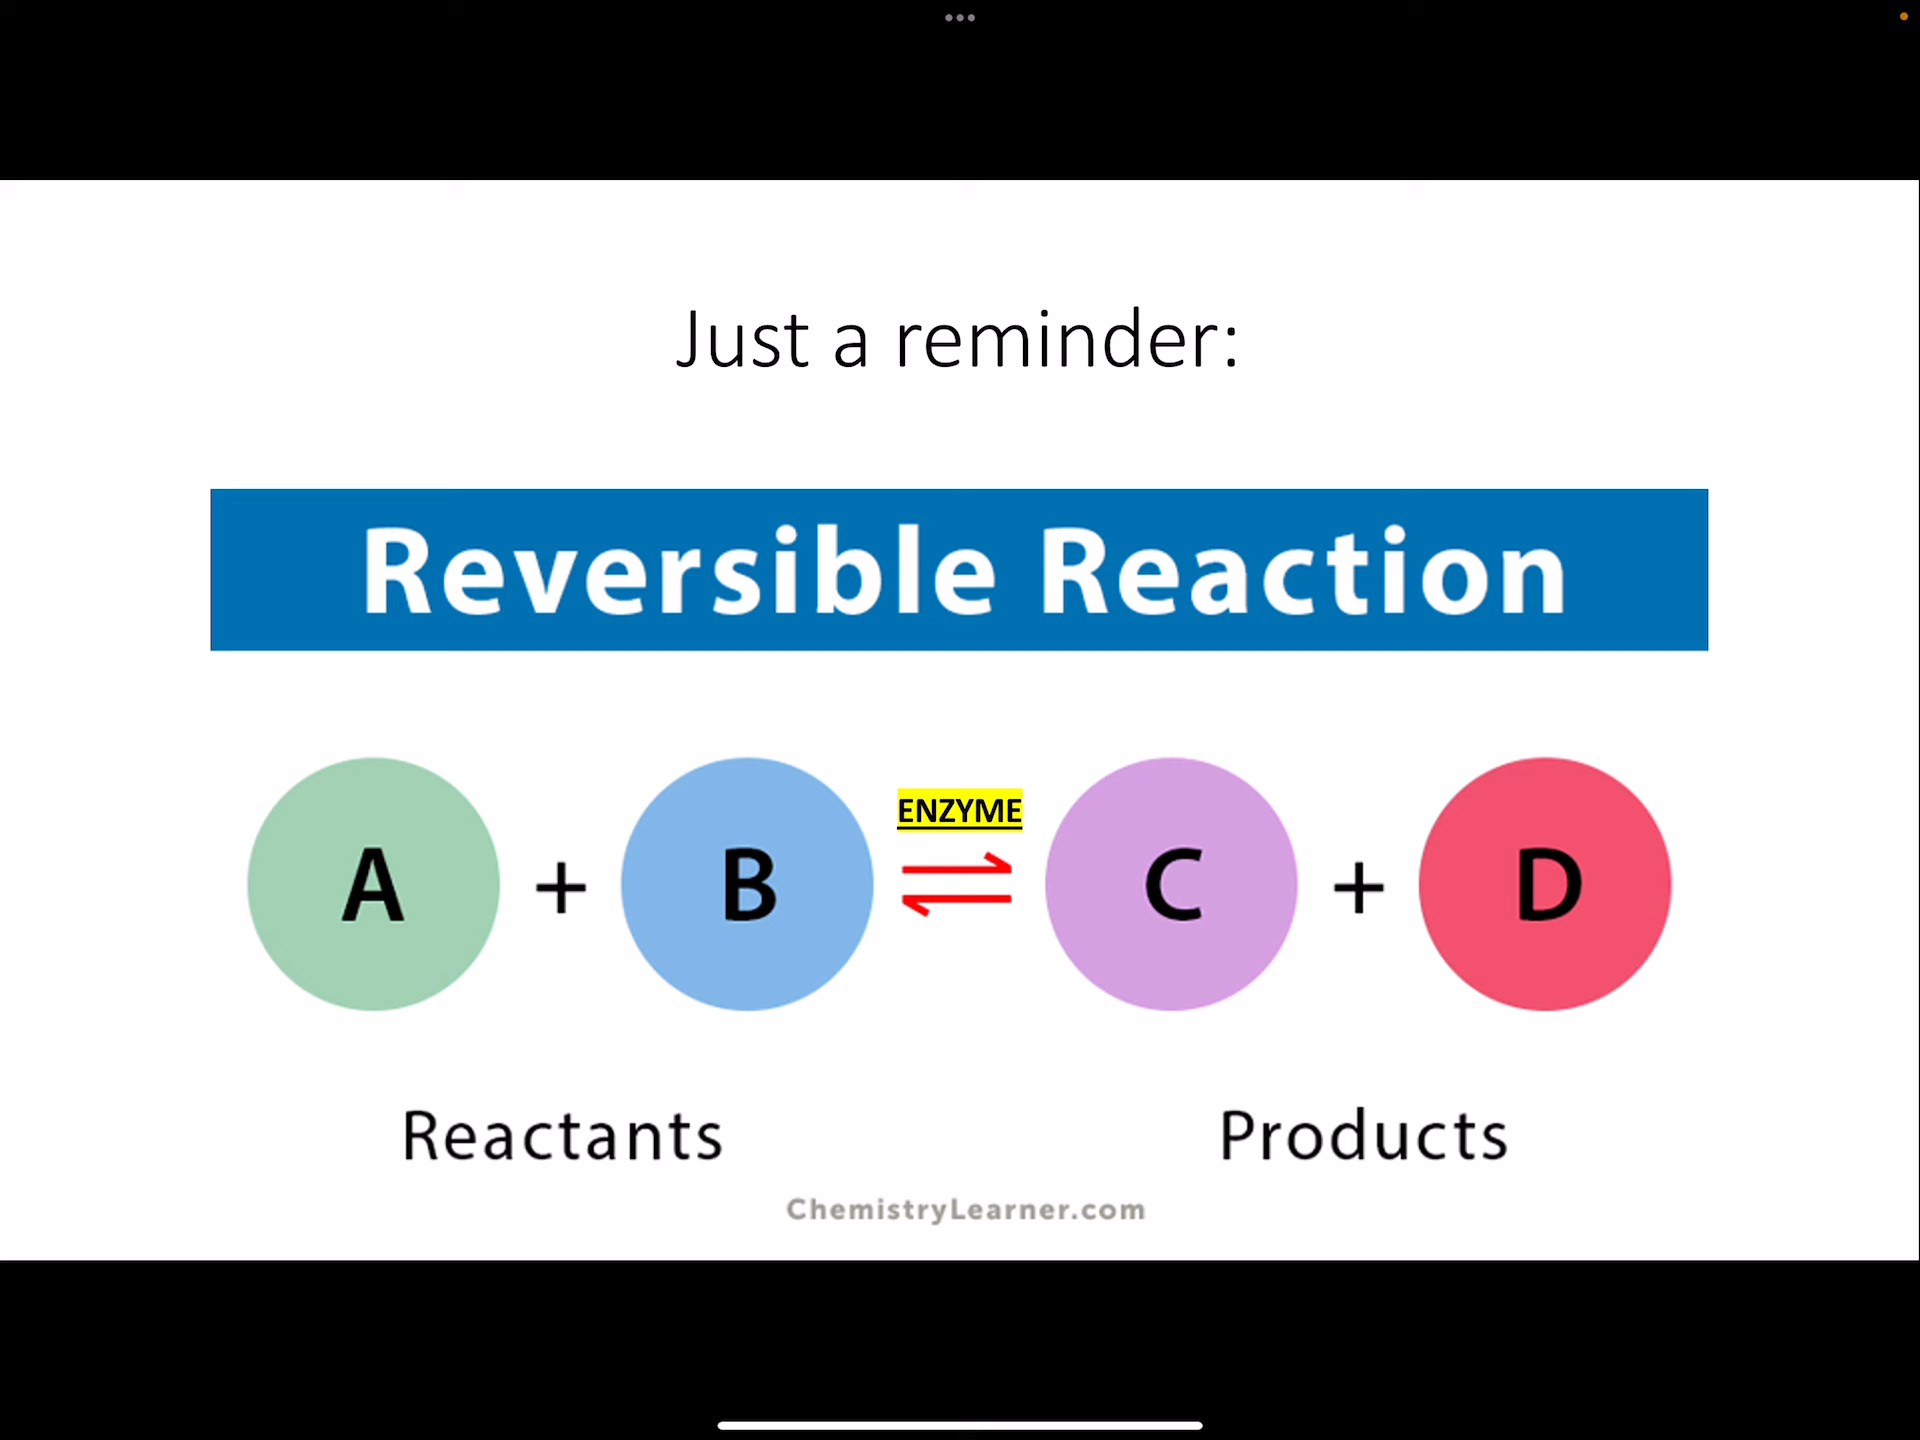 Just a reminder:
Reversible Reaction
ENZYME
A + B ⇌ C + D
Reactants Products
ChemistryLearner.com